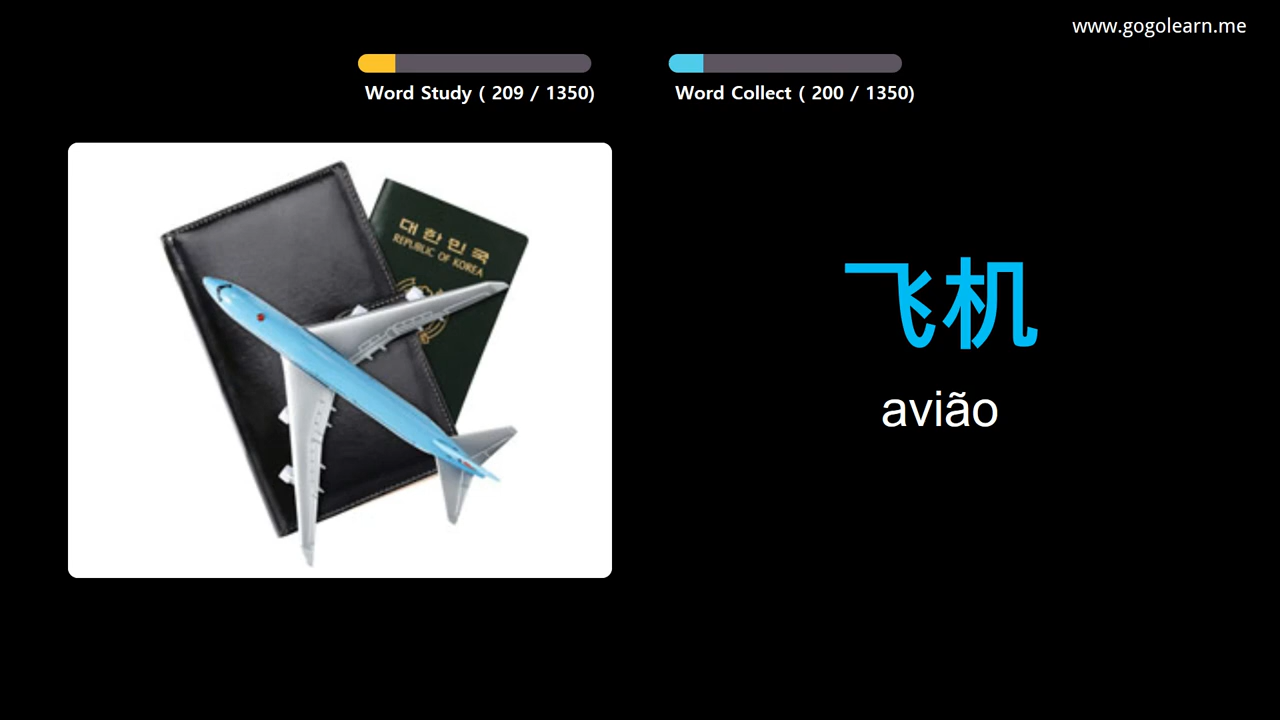 www.gogolearn.me
Word Study ( 209 / 1350)
Word Collect ( 200 / 1350)
대한민국
REPUBLIC OF KOREA
飞机
avião